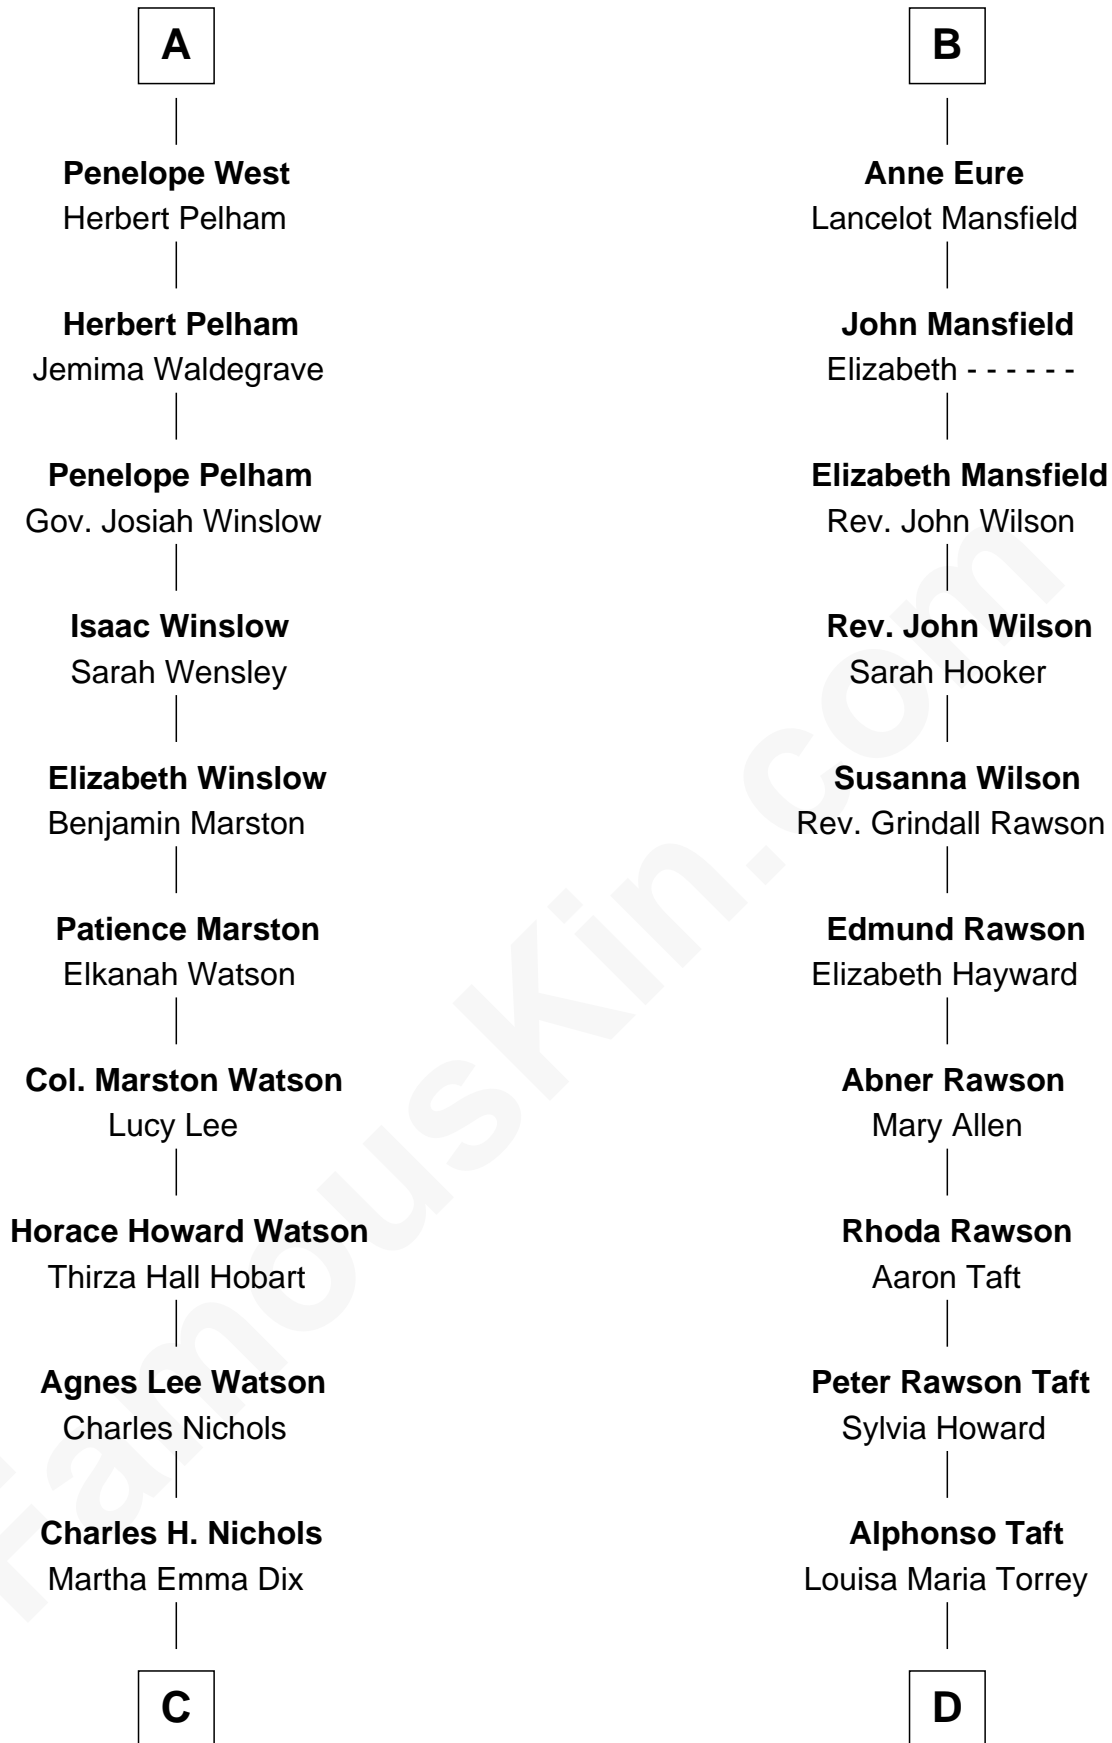 A
Penelope West
Herbert Pelham
Herbert Pelham
Jemima Waldegrave
Penelope Pelham
Gov. Josiah Winslow
Isaac Winslow
Sarah Wensley
Elizabeth Winslow
Benjamin Marston
Patience Marston
Elkanah Watson
Col. Marston Watson
Lucy Lee
Horace Howard Watson
Thirza Hall Hobart
Agnes Lee Watson
Charles Nichols
Charles H. Nichols
Martha Emma Dix
C
B
Anne Eure
Lancelot Mansfield
John Mansfield
Elizabeth - - - - - -
Elizabeth Mansfield
Rev. John Wilson
Rev. John Wilson
Sarah Hooker
Susanna Wilson
Rev. Grindall Rawson
Edmund Rawson
Elizabeth Hayward
Abner Rawson
Mary Allen
Rhoda Rawson
Aaron Taft
Peter Rawson Taft
Sylvia Howard
Alphonso Taft
Louisa Maria Torrey
D
FamousKin.com